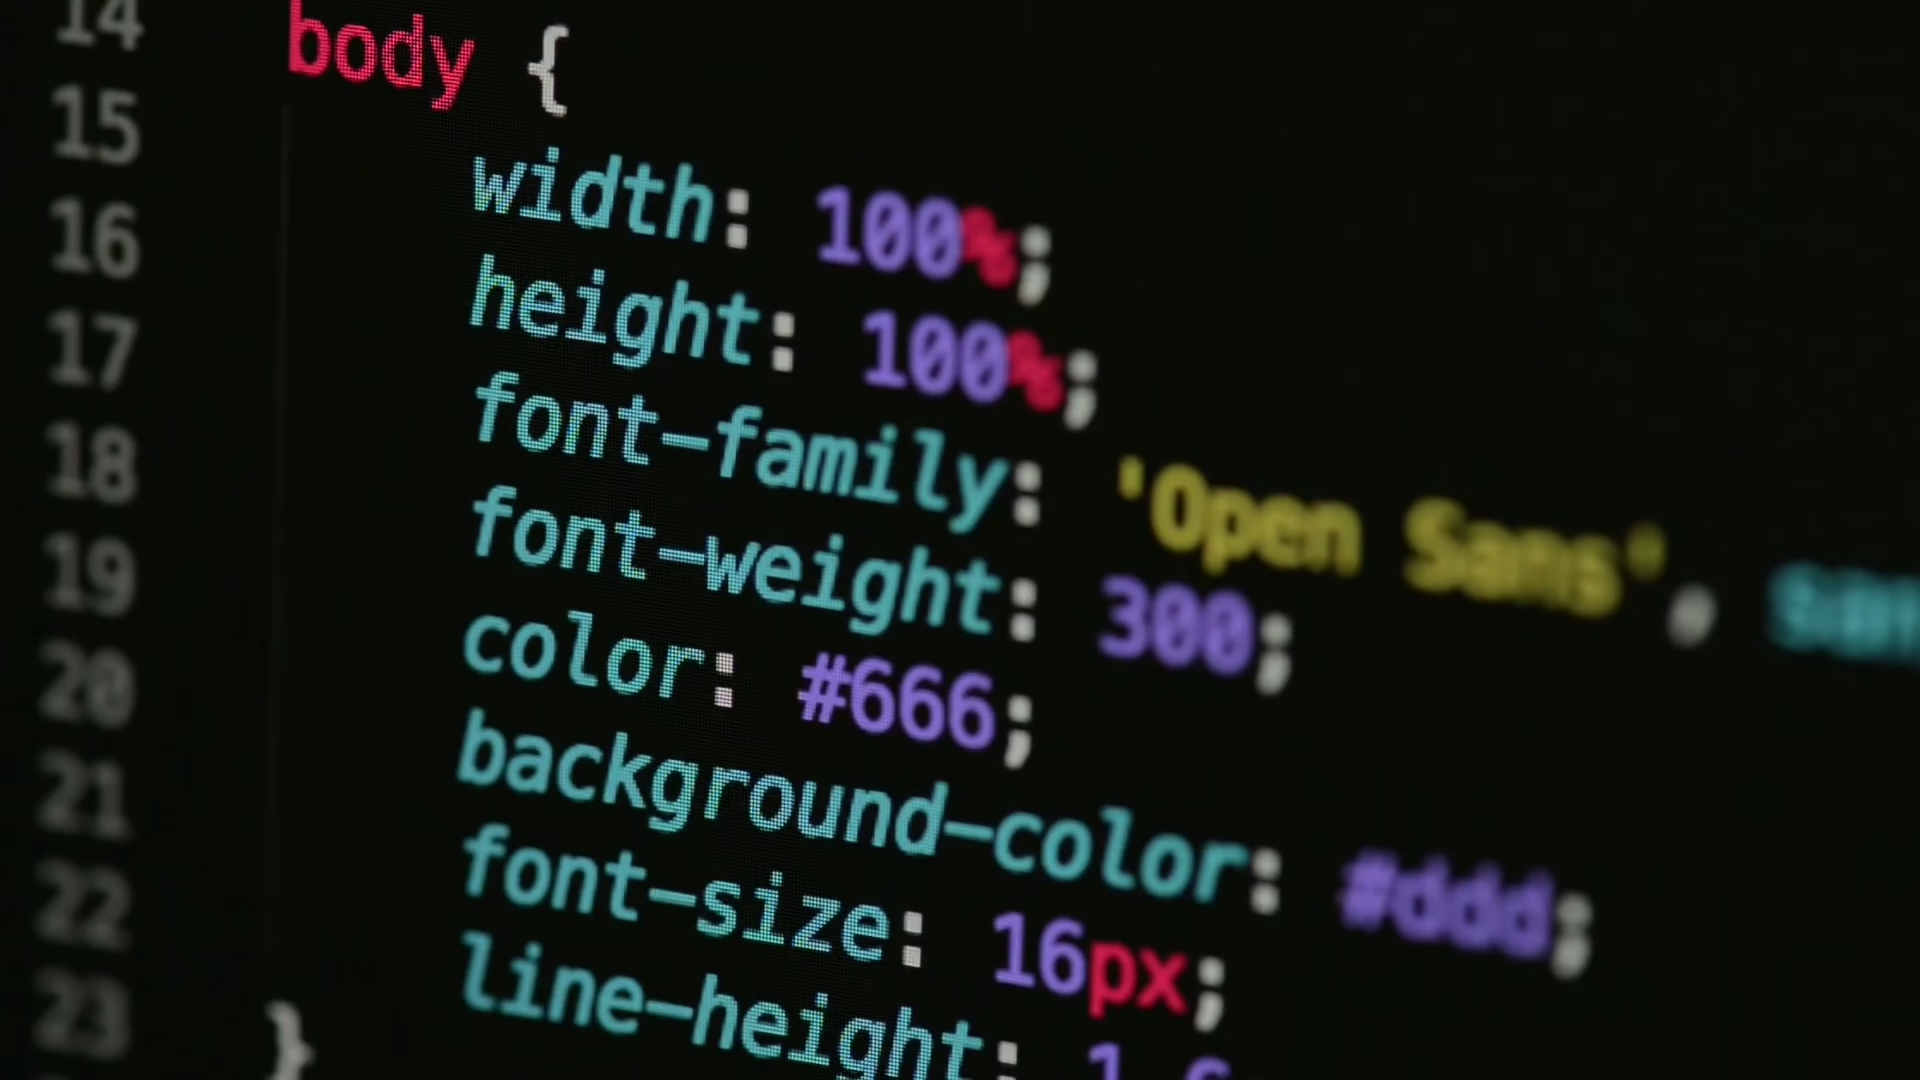 14 body {
15 width: 100%;
16 height: 100%;
17 font-family: 'Open Sans',
18 font-weight: 300;
19 color: #666;
20 background-color: #ddd;
21 font-size: 16px;
22 line-height:
23 }